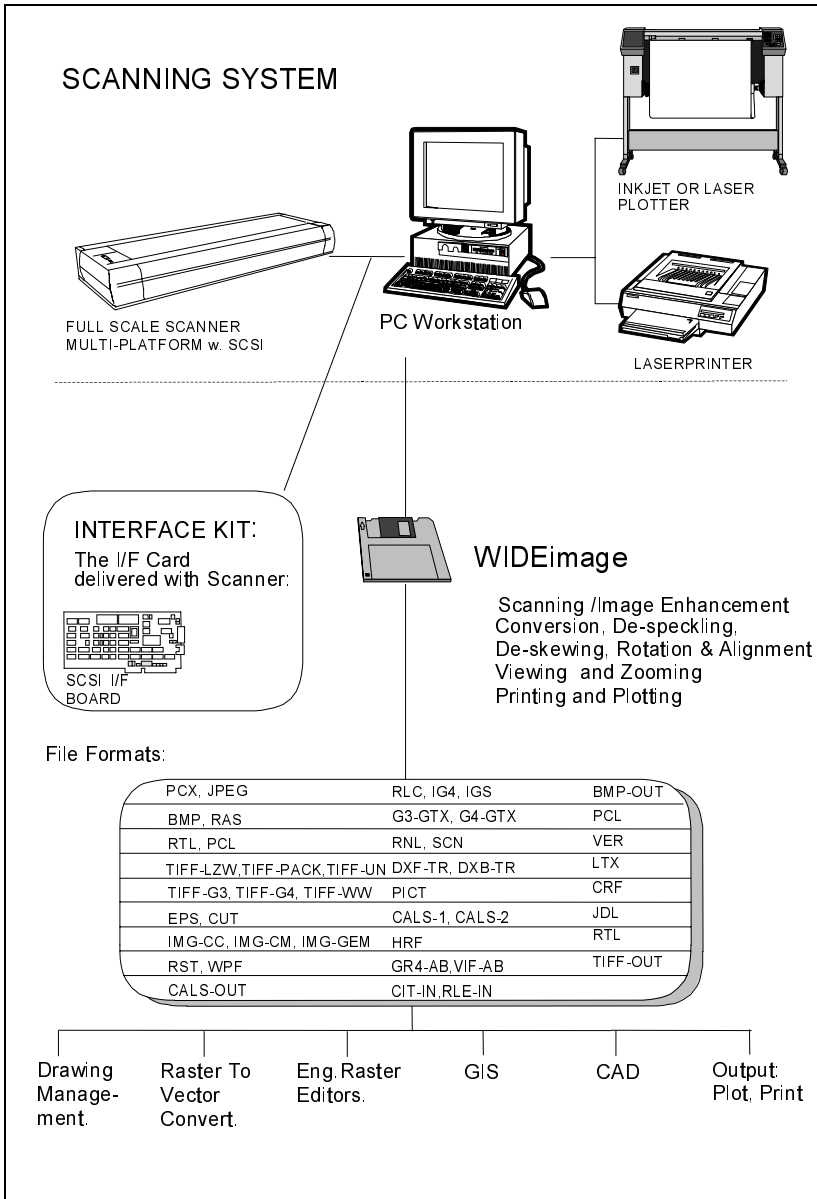 SCANNING SYSTEM
INKJET OR LASER
PLOTTER
FULL SCALE SCANNER
MULTI-PLATFORM w. SCSI
PC Workstation
LASERPRINTER
INTERFACE KIT:
The I/F Card
delivered with Scanner:
SCSI I/F
BOARD
WIDEimage
Scanning /Image Enhancement
Conversion, De-speckling,
De-skewing, Rotation & Alignment
Viewing and Zooming
Printing and Plotting
File Formats:
PCX, JPEG
BMP, RAS
RTL, PCL
TIFF-LZW,TIFF-PACK,TIFF-UN
TIFF-G3, TIFF-G4, TIFF-WW
EPS, CUT
IMG-CC, IMG-CM, IMG-GEM
RST, WPF
CALS-OUT
RLC, IG4, IGS
G3-GTX, G4-GTX
RNL, SCN
DXF-TR, DXB-TR
PICT
CALS-1, CALS-2
HRF
GR4-AB,VIF-AB
CIT-IN,RLE-IN
BMP-OUT
PCL
VER
LTX
CRF
JDL
RTL
TIFF-OUT
Drawing
Manage-
ment.
Raster To
Vector
Convert.
Eng. Raster
Editors.
GIS
CAD
Output:
Plot, Print